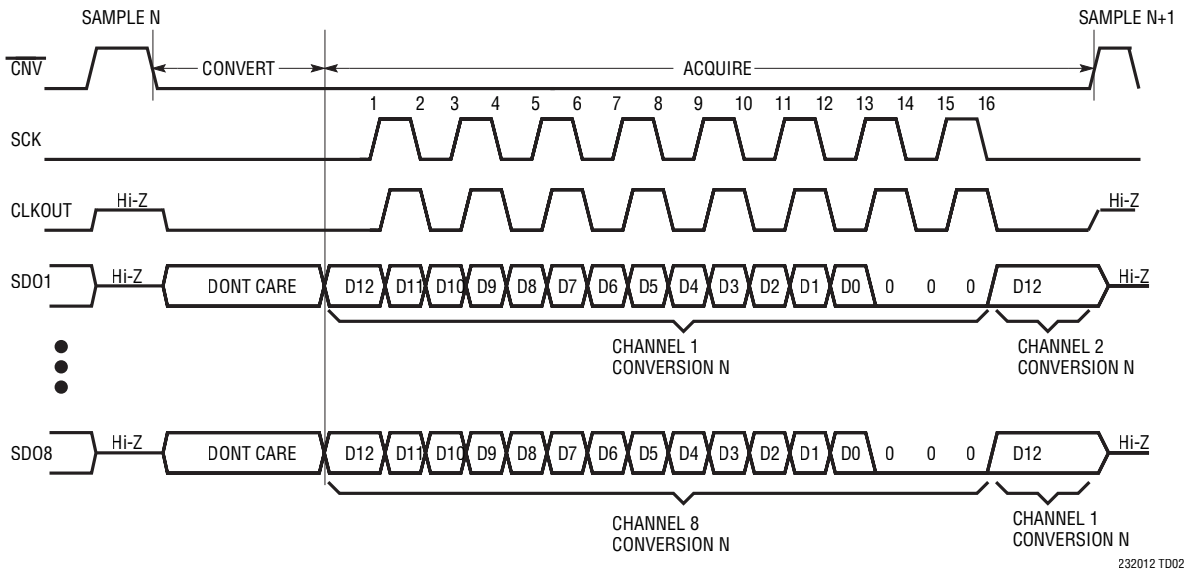 SAMPLE N
SAMPLE N+1
CNV
CONVERT
ACQUIRE
1 2 3 4 5 6 7 8 9 10 11 12 13 14 15 16
SCK
CLKOUT
Hi-Z
Hi-Z
SDO1
Hi-Z
DONT CARE
D12 D11 D10 D9 D8 D7 D6 D5 D4 D3 D2 D1 D0 0 0 0 D12
Hi-Z
CHANNEL 1
CONVERSION N
CHANNEL 2
CONVERSION N
SDO8
Hi-Z
DONT CARE
D12 D11 D10 D9 D8 D7 D6 D5 D4 D3 D2 D1 D0 0 0 0 D12
Hi-Z
CHANNEL 8
CONVERSION N
CHANNEL 1
CONVERSION N
232012 TD02